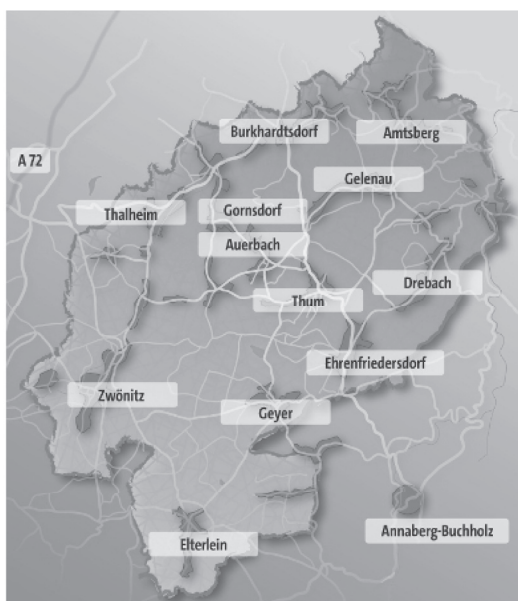 Burkhardtsdorf
Amtsberg
A 72
Gelenau
Thalheim
Gornsdorf
Auerbach
Drebach
Thum
Ehrenfriedersdorf
Zwönitz
Geyer
Annaberg-Buchholz
Elterlein